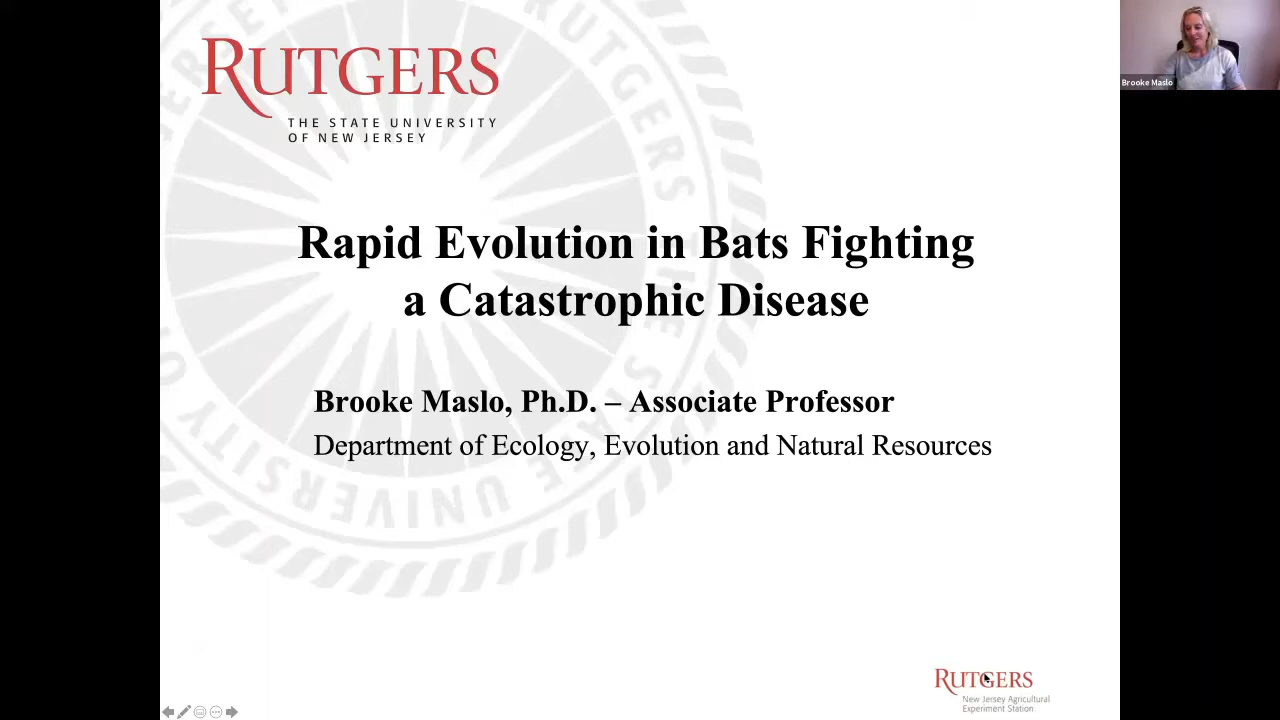 RUTGERS
THE STATE UNIVERSITY
OF NEW JERSEY
Brooke Maslo
Rapid Evolution in Bats Fighting
a Catastrophic Disease
Brooke Maslo, Ph.D. – Associate Professor
Department of Ecology, Evolution and Natural Resources
RUTGERS
New Jersey Agricultural
Experiment Station